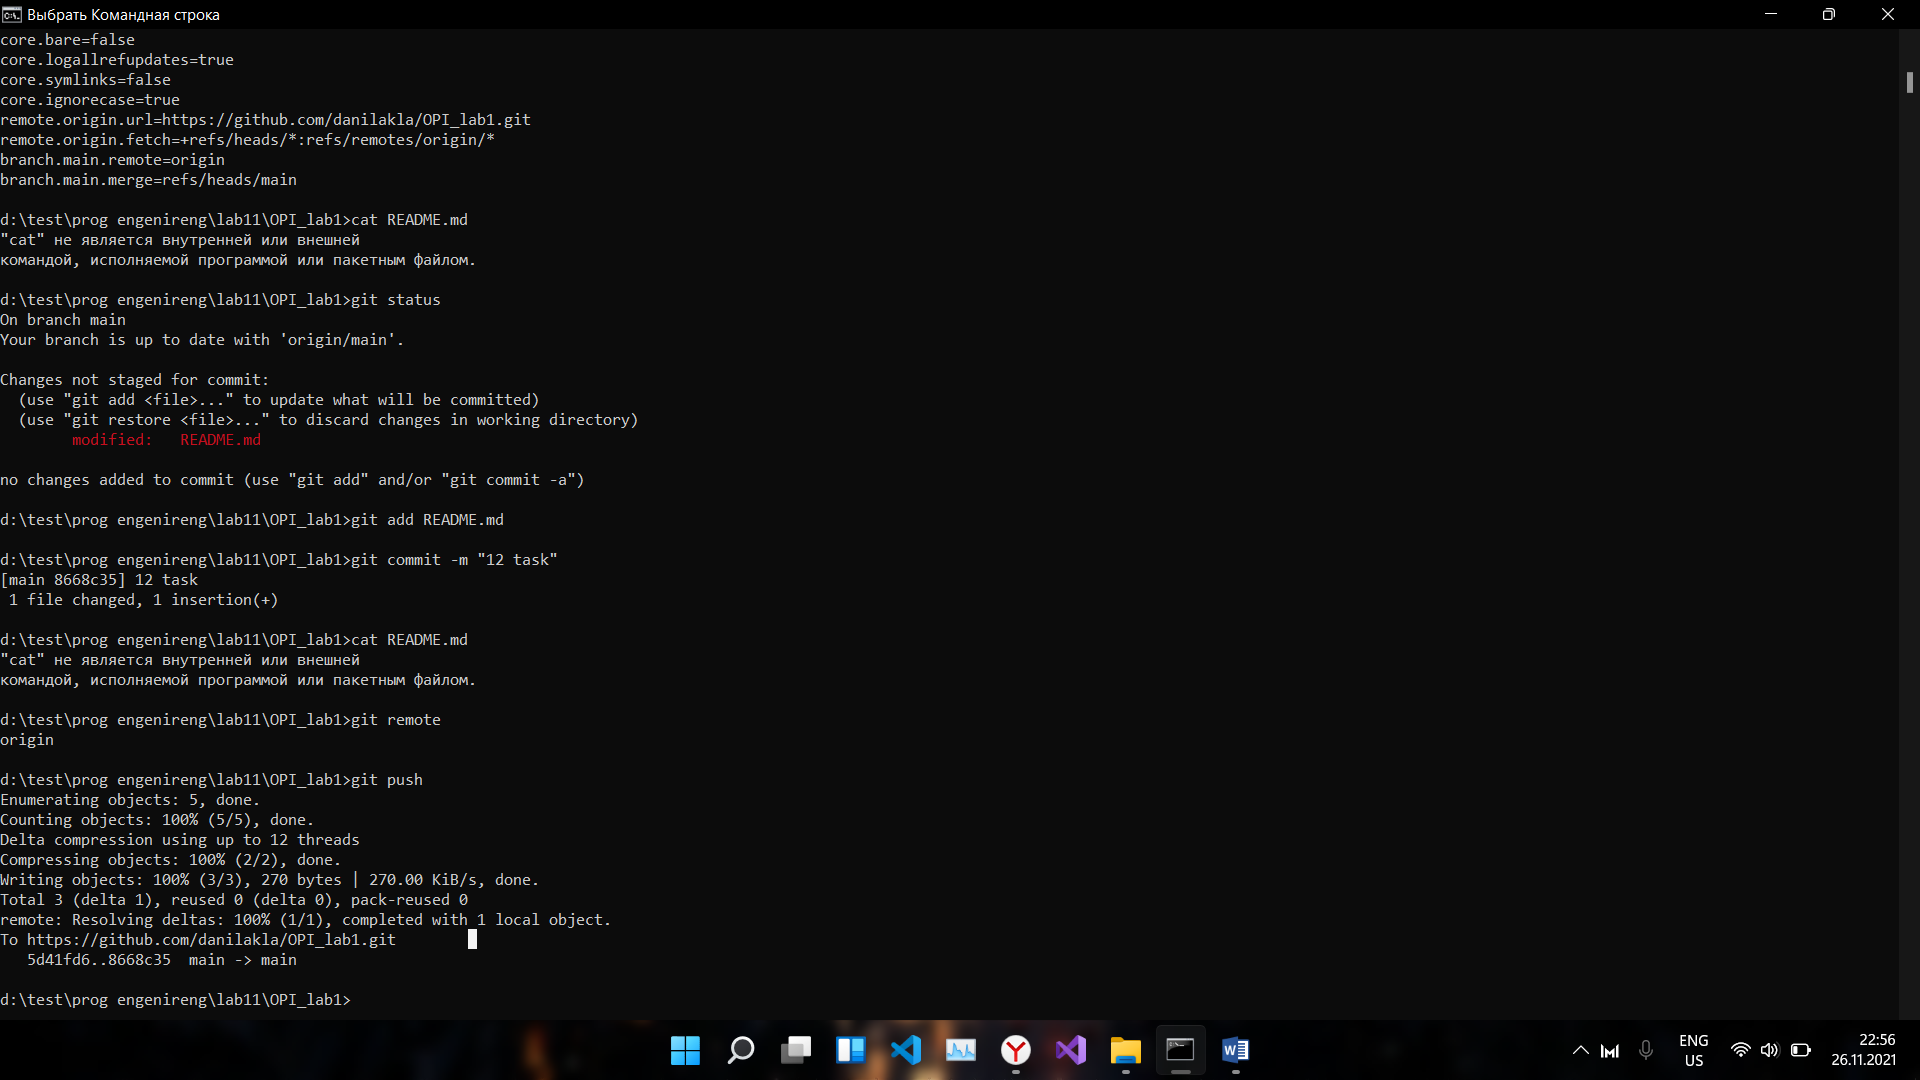 Выбрать Командная строка
core.bare=false
core.logallrefupdates=true
core.symlinks=false
core.ignorecase=true
remote.origin.url=https://github.com/danilakla/OPI_lab1.git
remote.origin.fetch=+refs/heads/*:refs/remotes/origin/*
branch.main.remote=origin
branch.main.merge=refs/heads/main
d:\test\prog engenireng\lab11\OPI_lab1>cat README.md
"cat" не является внутренней или внешней
командой, исполняемой программой или пакетным файлом.
d:\test\prog engenireng\lab11\OPI_lab1>git status
On branch main
Your branch is up to date with 'origin/main'.
Changes not staged for commit:
  (use "git add <file>..." to update what will be committed)
  (use "git restore <file>..." to discard changes in working directory)
        modified:   README.md
no changes added to commit (use "git add" and/or "git commit -a")
d:\test\prog engenireng\lab11\OPI_lab1>git add README.md
d:\test\prog engenireng\lab11\OPI_lab1>git commit -m "12 task"
[main 8668c35] 12 task
 1 file changed, 1 insertion(+)
d:\test\prog engenireng\lab11\OPI_lab1>cat README.md
"cat" не является внутренней или внешней
командой, исполняемой программой или пакетным файлом.
d:\test\prog engenireng\lab11\OPI_lab1>git remote
origin
d:\test\prog engenireng\lab11\OPI_lab1>git push
Enumerating objects: 5, done.
Counting objects: 100% (5/5), done.
Delta compression using up to 12 threads
Compressing objects: 100% (2/2), done.
Writing objects: 100% (3/3), 270 bytes | 270.00 KiB/s, done.
Total 3 (delta 1), reused 0 (delta 0), pack-reused 0
remote: Resolving deltas: 100% (1/1), completed with 1 local object.
To https://github.com/danilakla/OPI_lab1.git
   5d41fd6..8668c35  main -> main
d:\test\prog engenireng\lab11\OPI_lab1>
ENG
US
22:56
26.11.2021